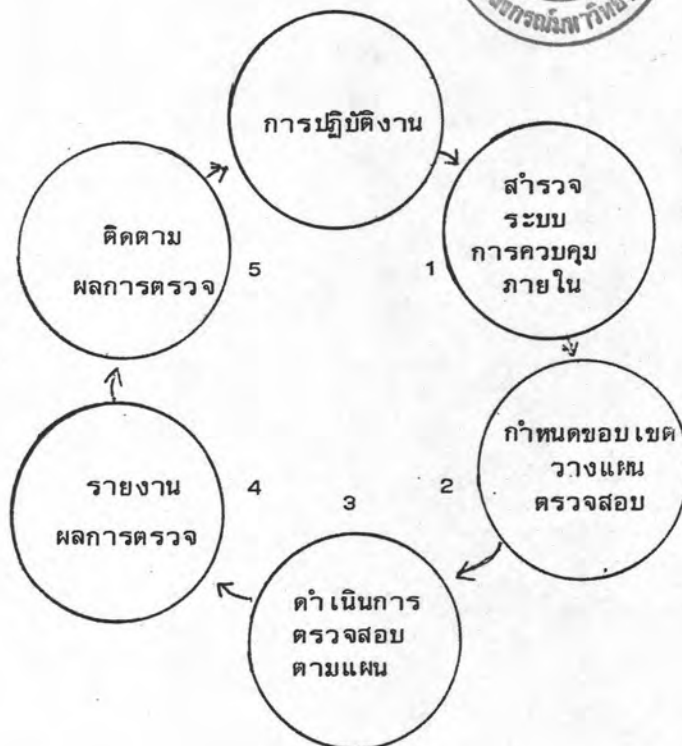 การปฏิบัติงาน
สำรวจ
ระบบ
การควบคุม
ภายใน
1
กำหนดขอบเขต
วางแผน
ตรวจสอบ
2
3
ดำเนินการ
ตรวจสอบ
ตามแผน
รายงาน
ผลการตรวจ
4
ติดตาม
ผลการตรวจ
5